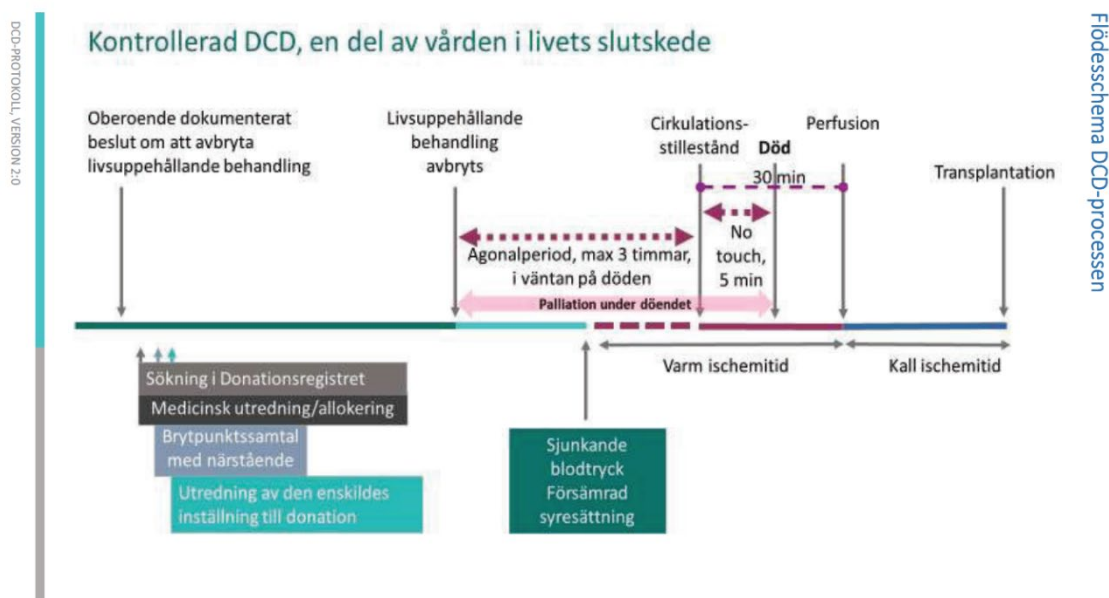 Kontrollerad DCD, en del av vården i livets slutskede
DCD-PROTOKOLL, VERSION 2:0
Flödesschema DCD-processen
Oberoende dokumenterat
beslut om att avbryta
livsuppehållande behandling
Livsuppehållande
behandling
avbryts
Cirkulations-
stillestånd
Död
Perfusion
30 min
Transplantation
Agonalperiod, max 3 timmar,
i väntan på döden
No
touch,
5 min
Palliation under döendet
Varm ischemitid
Kall ischemitid
Sökning i Donationsregistret
Medicinsk utredning/allokering
Brytpunktssamtal
med närstående
Utredning av den enskildes
inställning till donation
Sjunkande
blodtryck
Försämrad
syresättning